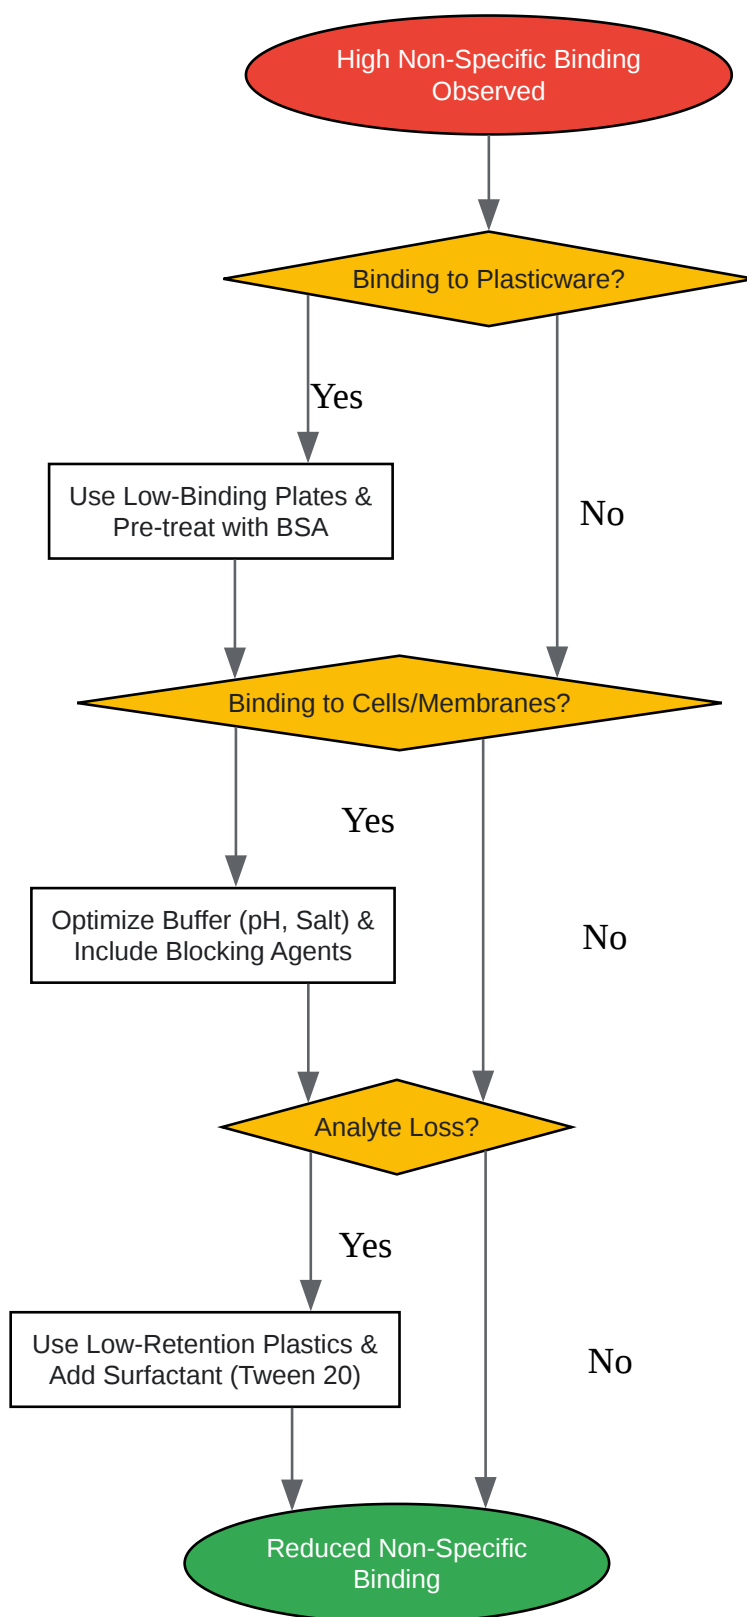 High Non-Specific Binding
Observed
Binding to Plasticware?
Yes
Use Low-Binding Plates &
Pre-treat with BSA
No
Binding to Cells/Membranes?
Yes
Optimize Buffer (pH, Salt) &
Include Blocking Agents
No
Analyte Loss?
Yes
Use Low-Retention Plastics &
Add Surfactant (Tween 20)
No
Reduced Non-Specific
Binding